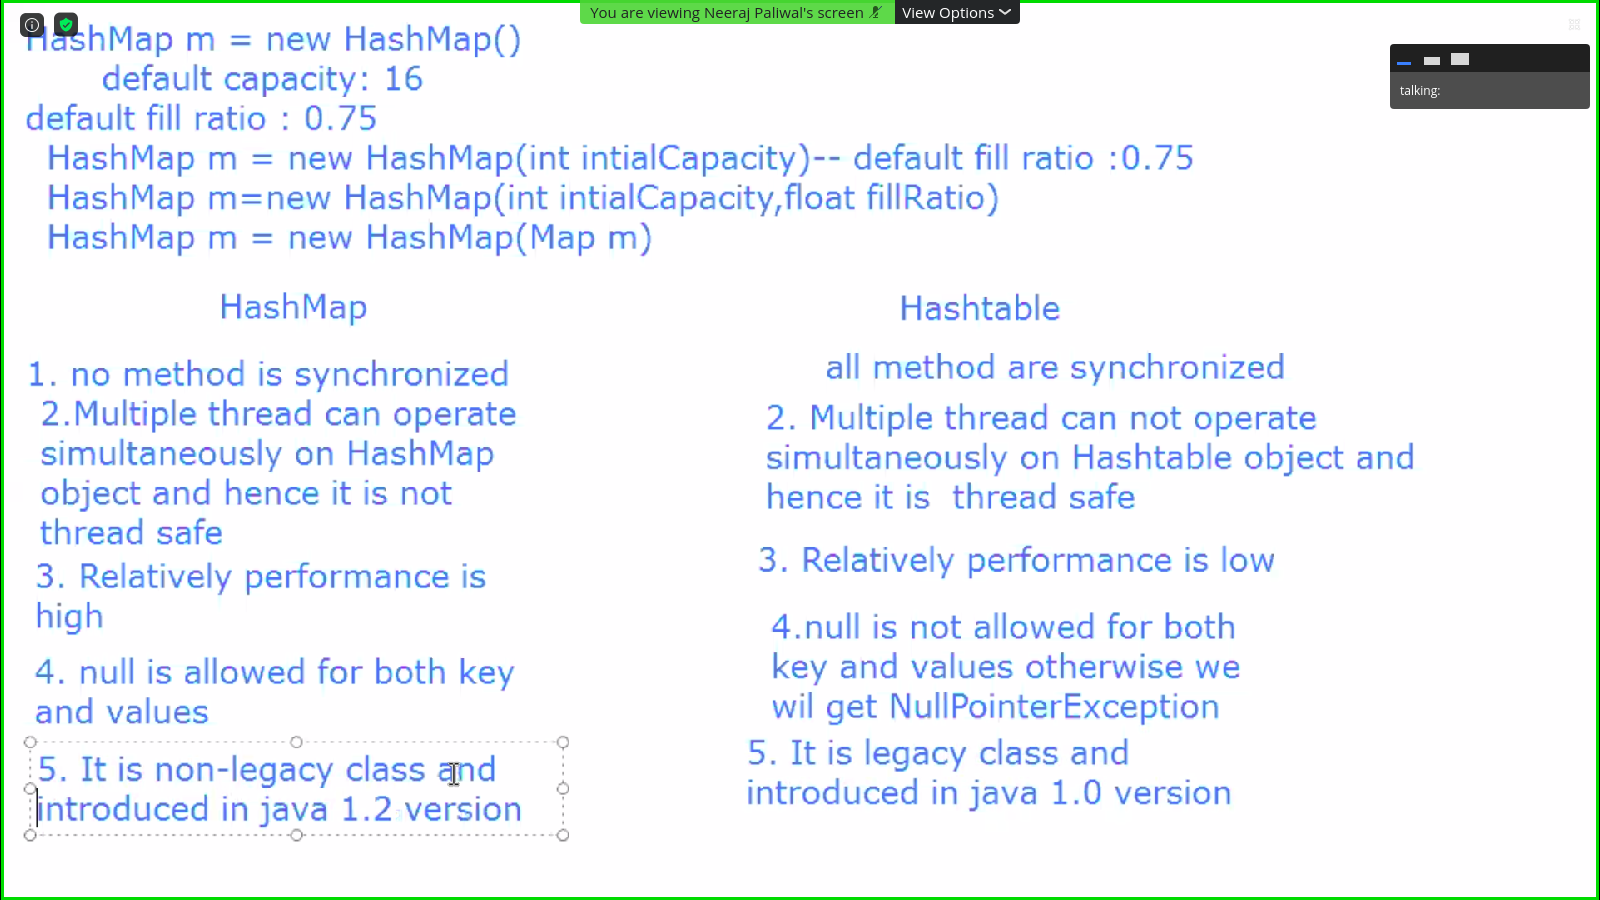 You are viewing Neeraj Paliwal's screen
View Options
talking:
HashMap m = new HashMap()
default capacity: 16
default fill ratio : 0.75
HashMap m = new HashMap(int intialCapacity)-- default fill ratio :0.75
HashMap m=new HashMap(int intialCapacity,float fillRatio)
HashMap m = new HashMap(Map m)
HashMap
1. no method is synchronized
2.Multiple thread can operate
simultaneously on HashMap
object and hence it is not
thread safe
3. Relatively performance is
high
4. null is allowed for both key
and values
5. It is non-legacy class and
introduced in java 1.2 version
Hashtable
all method are synchronized
2. Multiple thread can not operate
simultaneously on Hashtable object and
hence it is  thread safe
3. Relatively performance is low
4.null is not allowed for both
key and values otherwise we
wil get NullPointerException
5. It is legacy class and
introduced in java 1.0 version